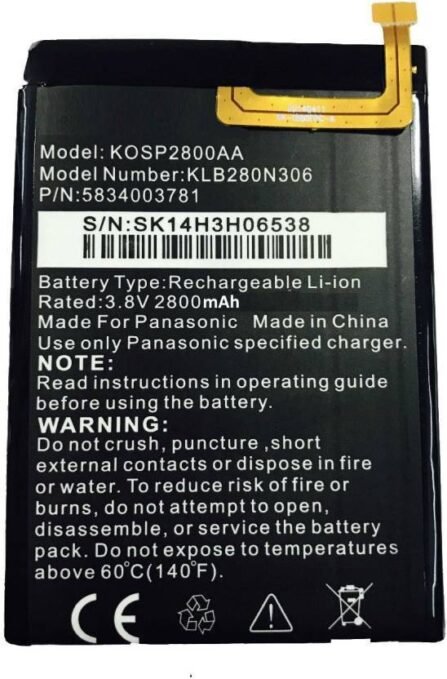 Model: KOSP2800AA
Model Number:KLB280N306
P/N:5834003781
S/N:SK14H3H06538
Battery Type:Rechargeable Li-ion
Rated:3.8V 2800mAh
Made For Panasonic Made in China
Use only Panasonic specified charger.
NOTE:
Read instructions in operating guide
before using the battery.
WARNING:
Do not crush, puncture ,short
external contacts or dispose in fire
or water. To reduce risk of fire or
burns, do not attempt to open,
disassemble, or service the battery
pack. Do not expose to temperatures
above 60°C(140°F).
CE